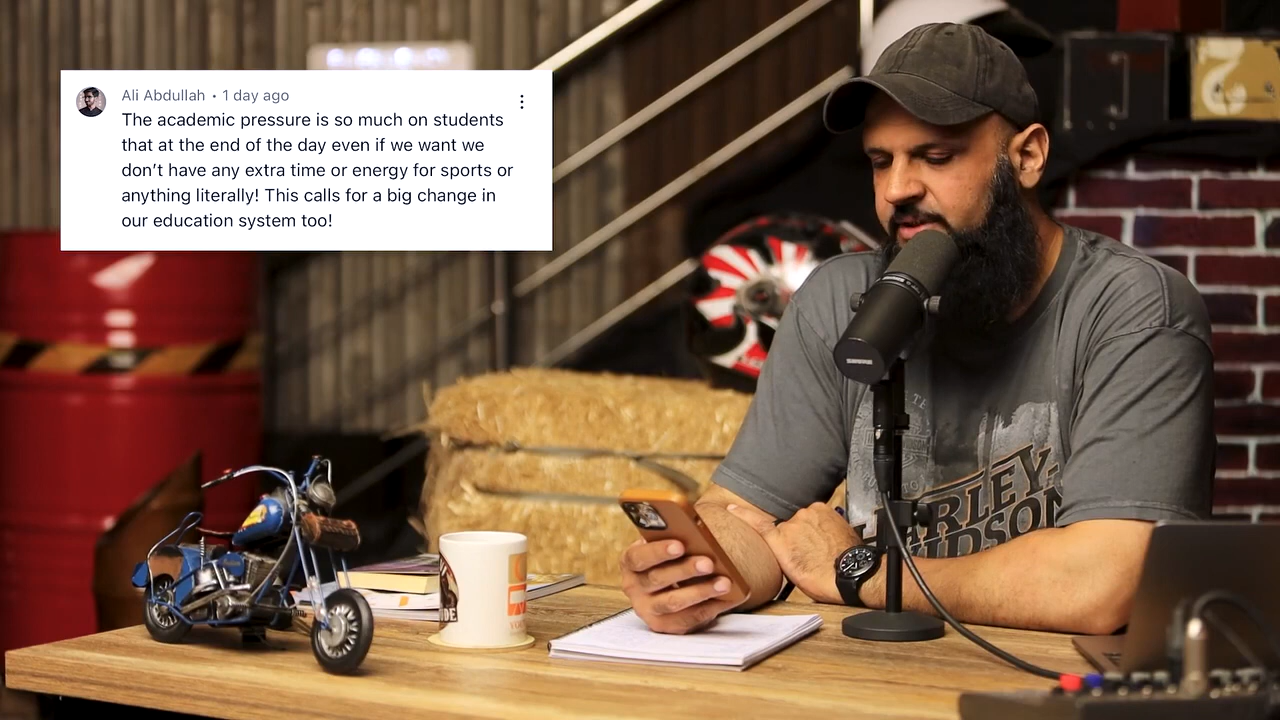 Ali Abdullah • 1 day ago
The academic pressure is so much on students
that at the end of the day even if we want we
don’t have any extra time or energy for sports or
anything literally! This calls for a big change in
our education system too!
SHURE
HARLEY-